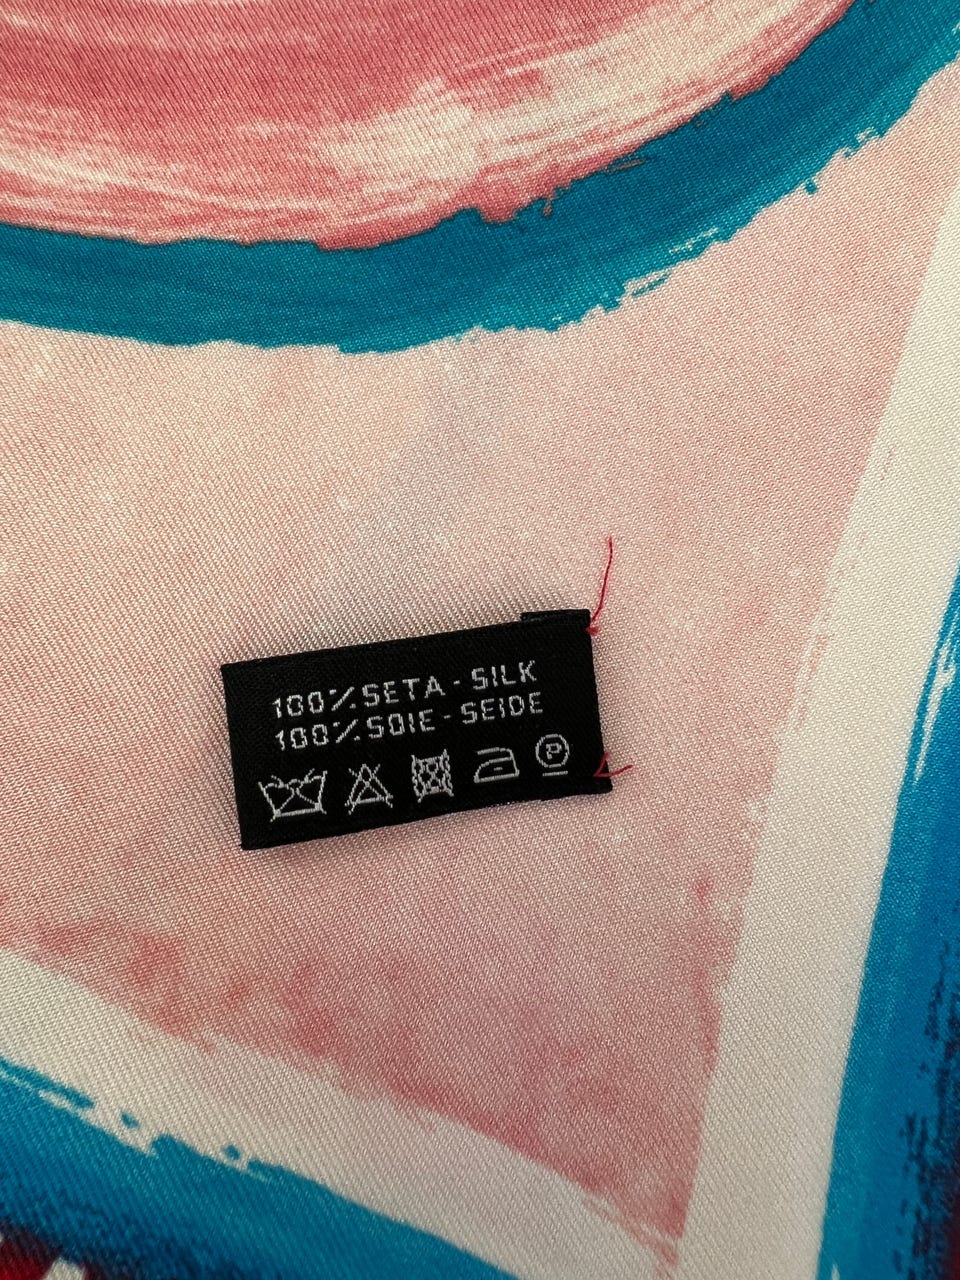 100% SETA - SILK
100% SOIE - SEIDE
P